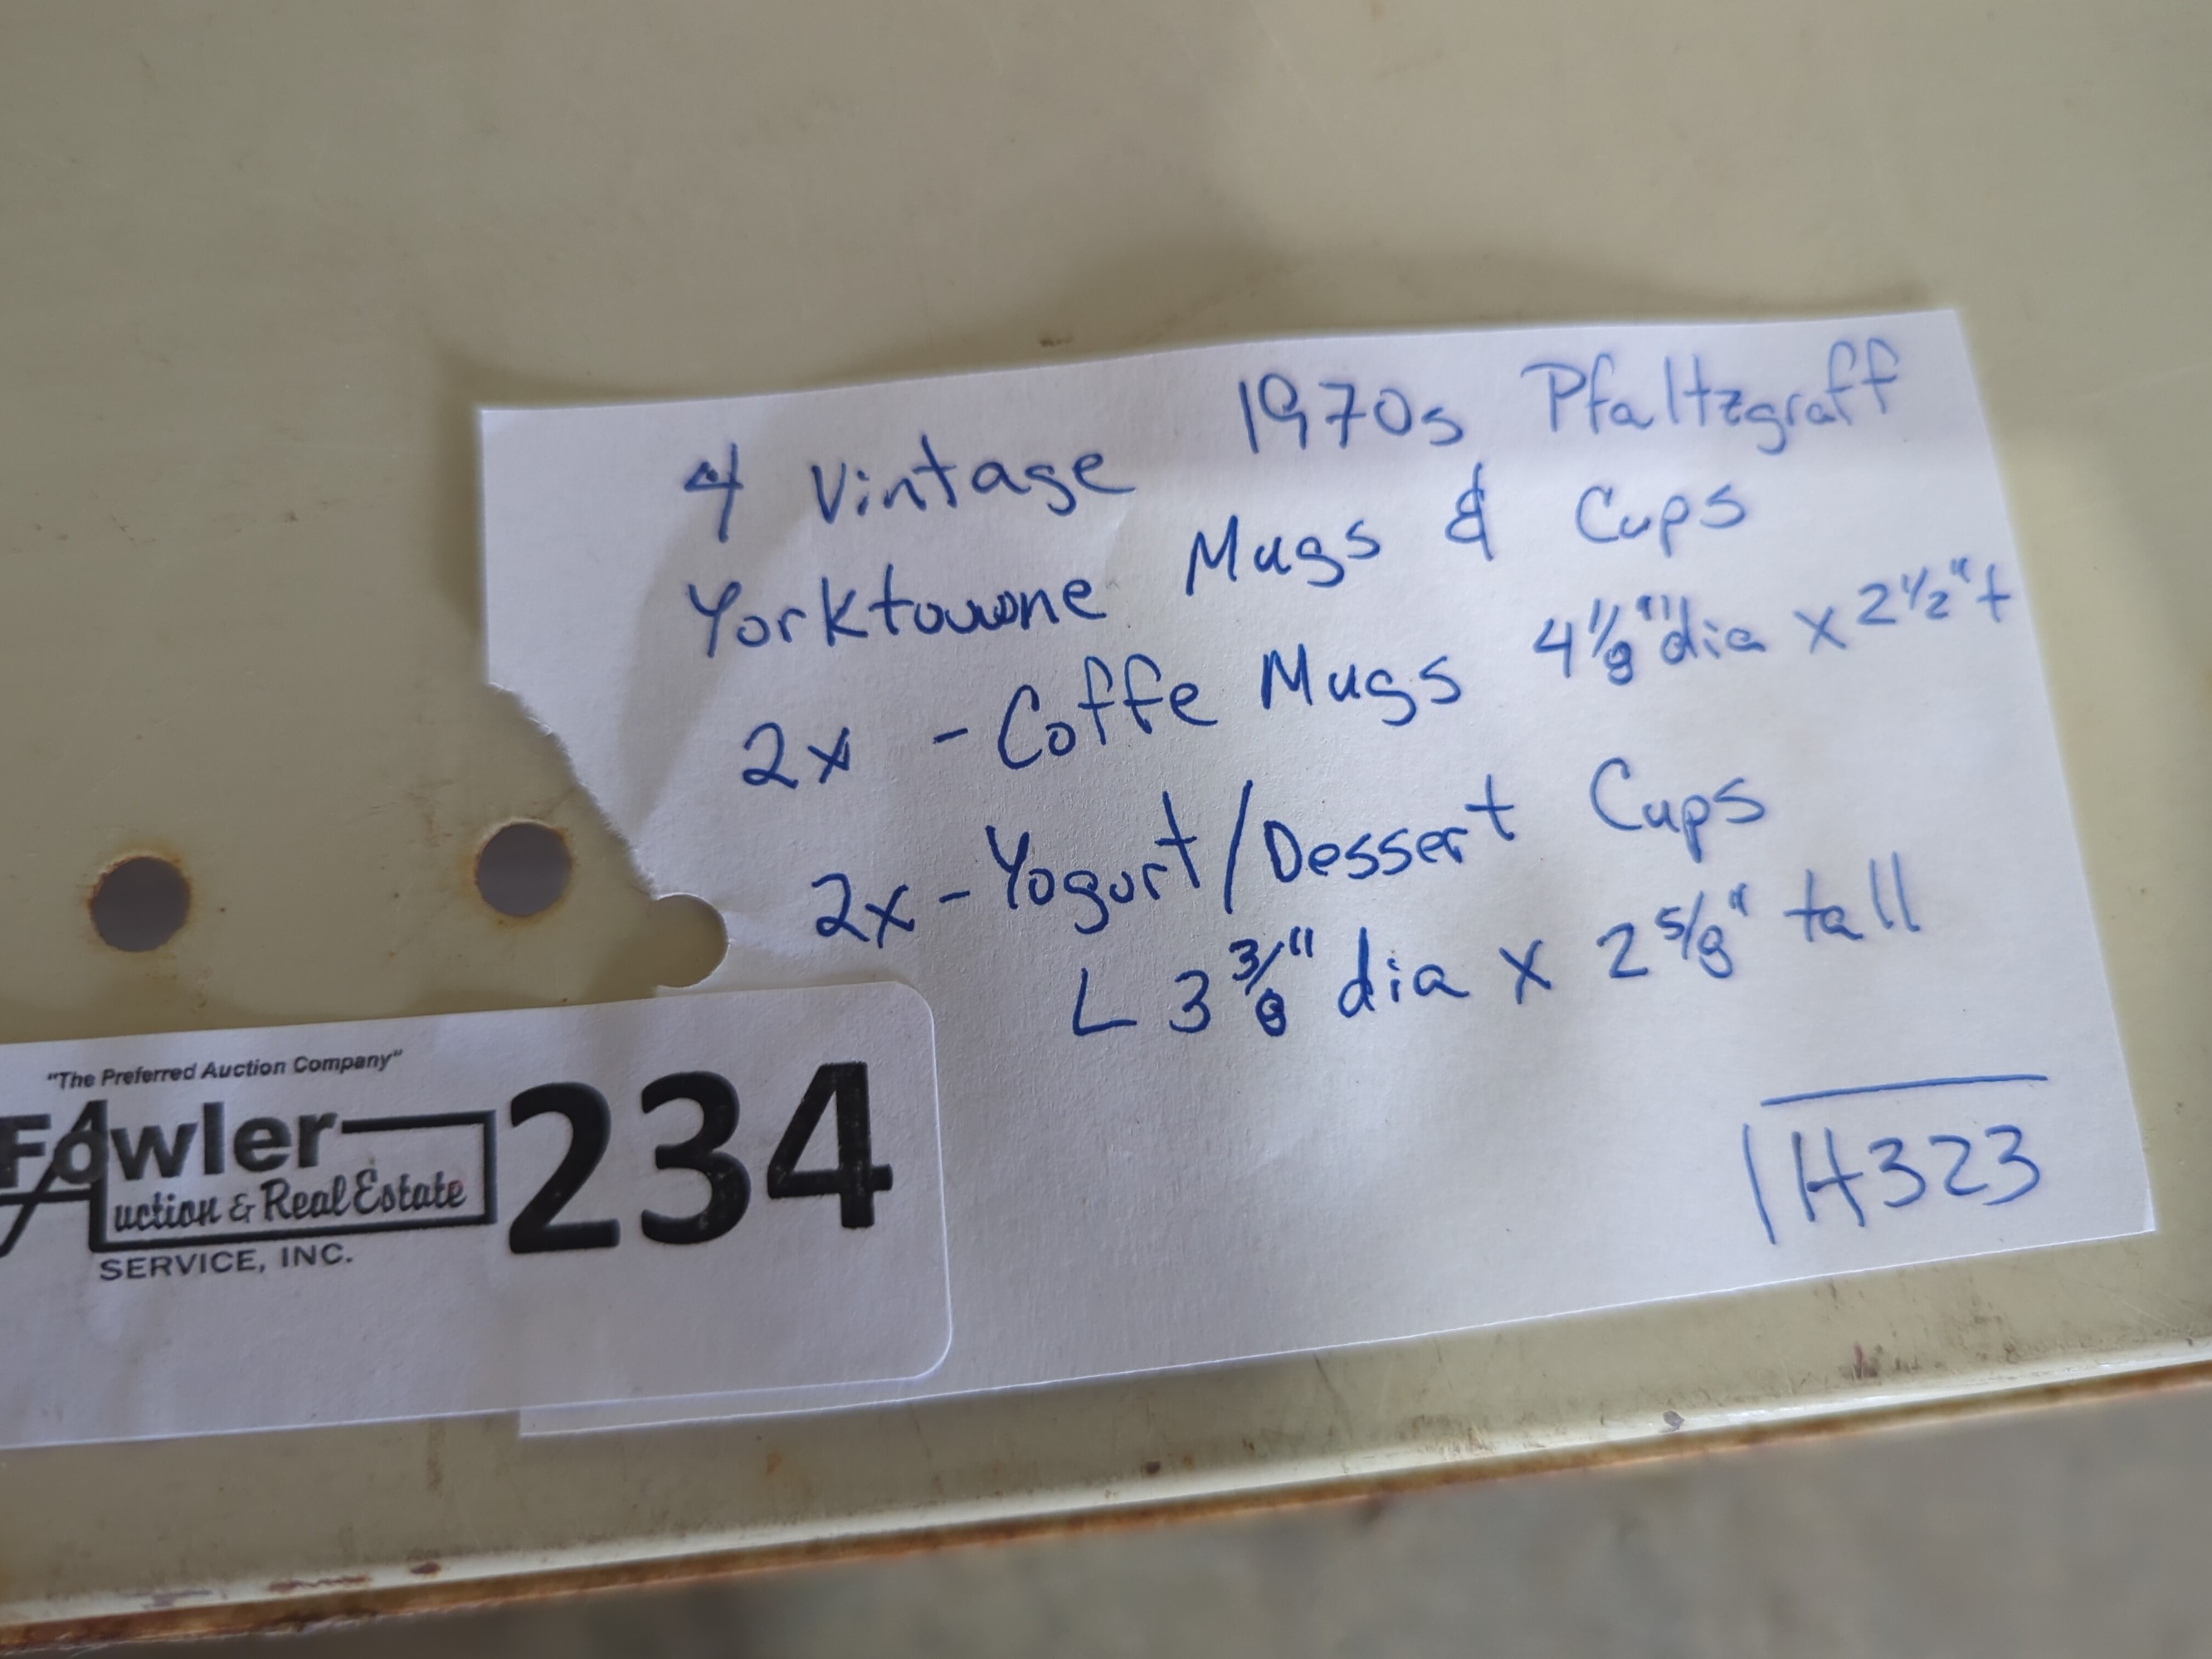 4 Vintage 1970s Pfaltzgraff
Yorktowne Mugs & Cups
2x - Coffe Mugs 4 1/8" dia x 2 1/2" t
2x - Yogurt/Dessert Cups
L 3 3/8" dia x 2 5/8" tall
H323
"The Preferred Auction Company"
Fowler
Auction & Real Estate
SERVICE, INC.
234